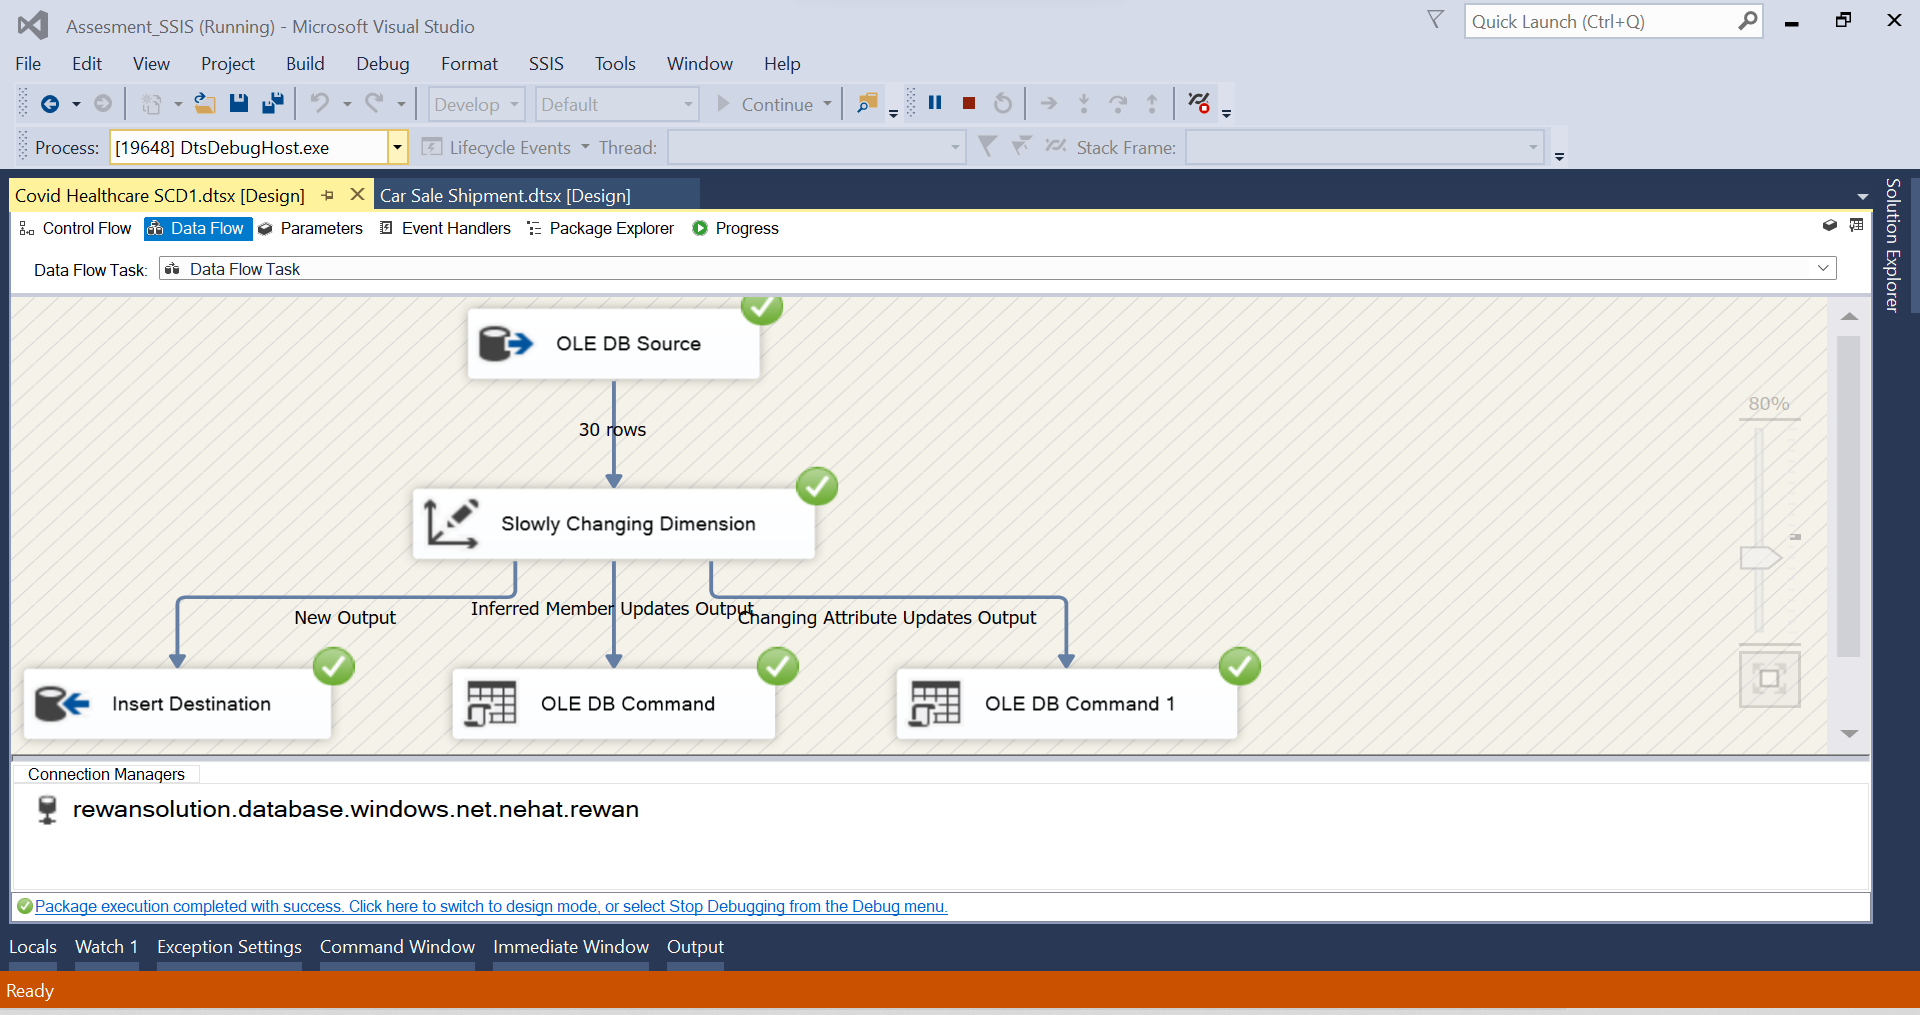 Assesment_SSIS (Running) - Microsoft Visual Studio
Quick Launch (Ctrl+Q)
File Edit View Project Build Debug Format SSIS Tools Window Help
Develop Default Continue
Process: [19648] DtsDebugHost.exe Lifecycle Events Thread: Stack Frame:
Covid Healthcare SCD1.dtsx [Design] Car Sale Shipment.dtsx [Design]
Solution Explorer
Control Flow Data Flow Parameters Event Handlers Package Explorer Progress
Data Flow Task: Data Flow Task
OLE DB Source
80%
30 rows
Slowly Changing Dimension
New Output
Inferred Member Updates Output
Changing Attribute Updates Output
Insert Destination
OLE DB Command
OLE DB Command 1
Connection Managers
rewansolution.database.windows.net.nehat.rewan
Package execution completed with success. Click here to switch to design mode, or select Stop Debugging from the Debug menu.
Locals Watch 1 Exception Settings Command Window Immediate Window Output
Ready